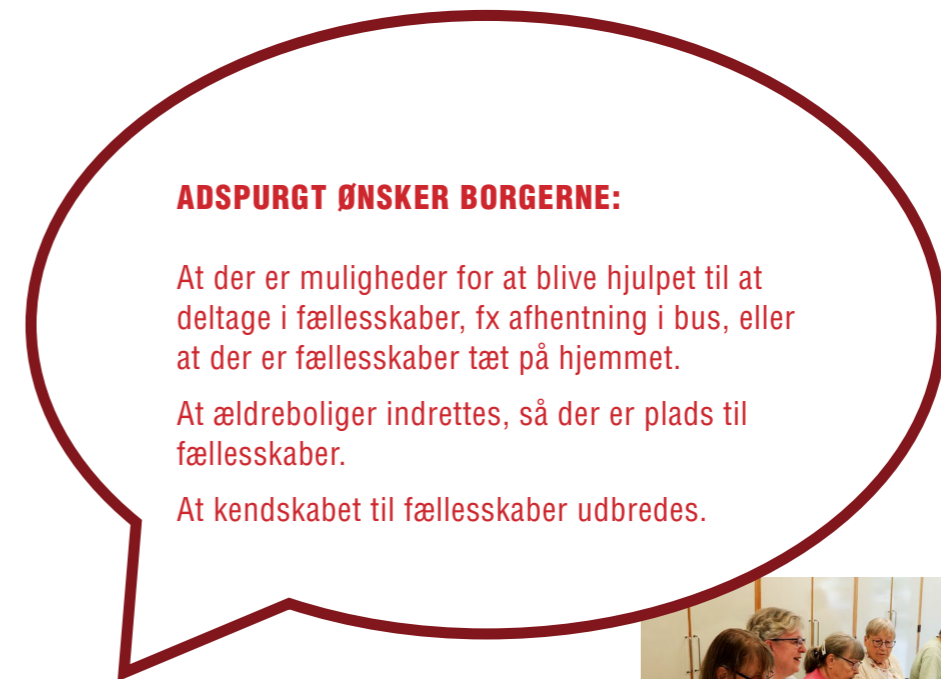 ADSPURGT ØNSKER BORGERNE:
At der er muligheder for at blive hjulpet til at
deltage i fællesskaber, fx afhentning i bus, eller
at der er fællesskaber tæt på hjemmet.
At ældreboliger indrettes, så der er plads til
fællesskaber.
At kendskabet til fællesskaber udbredes.